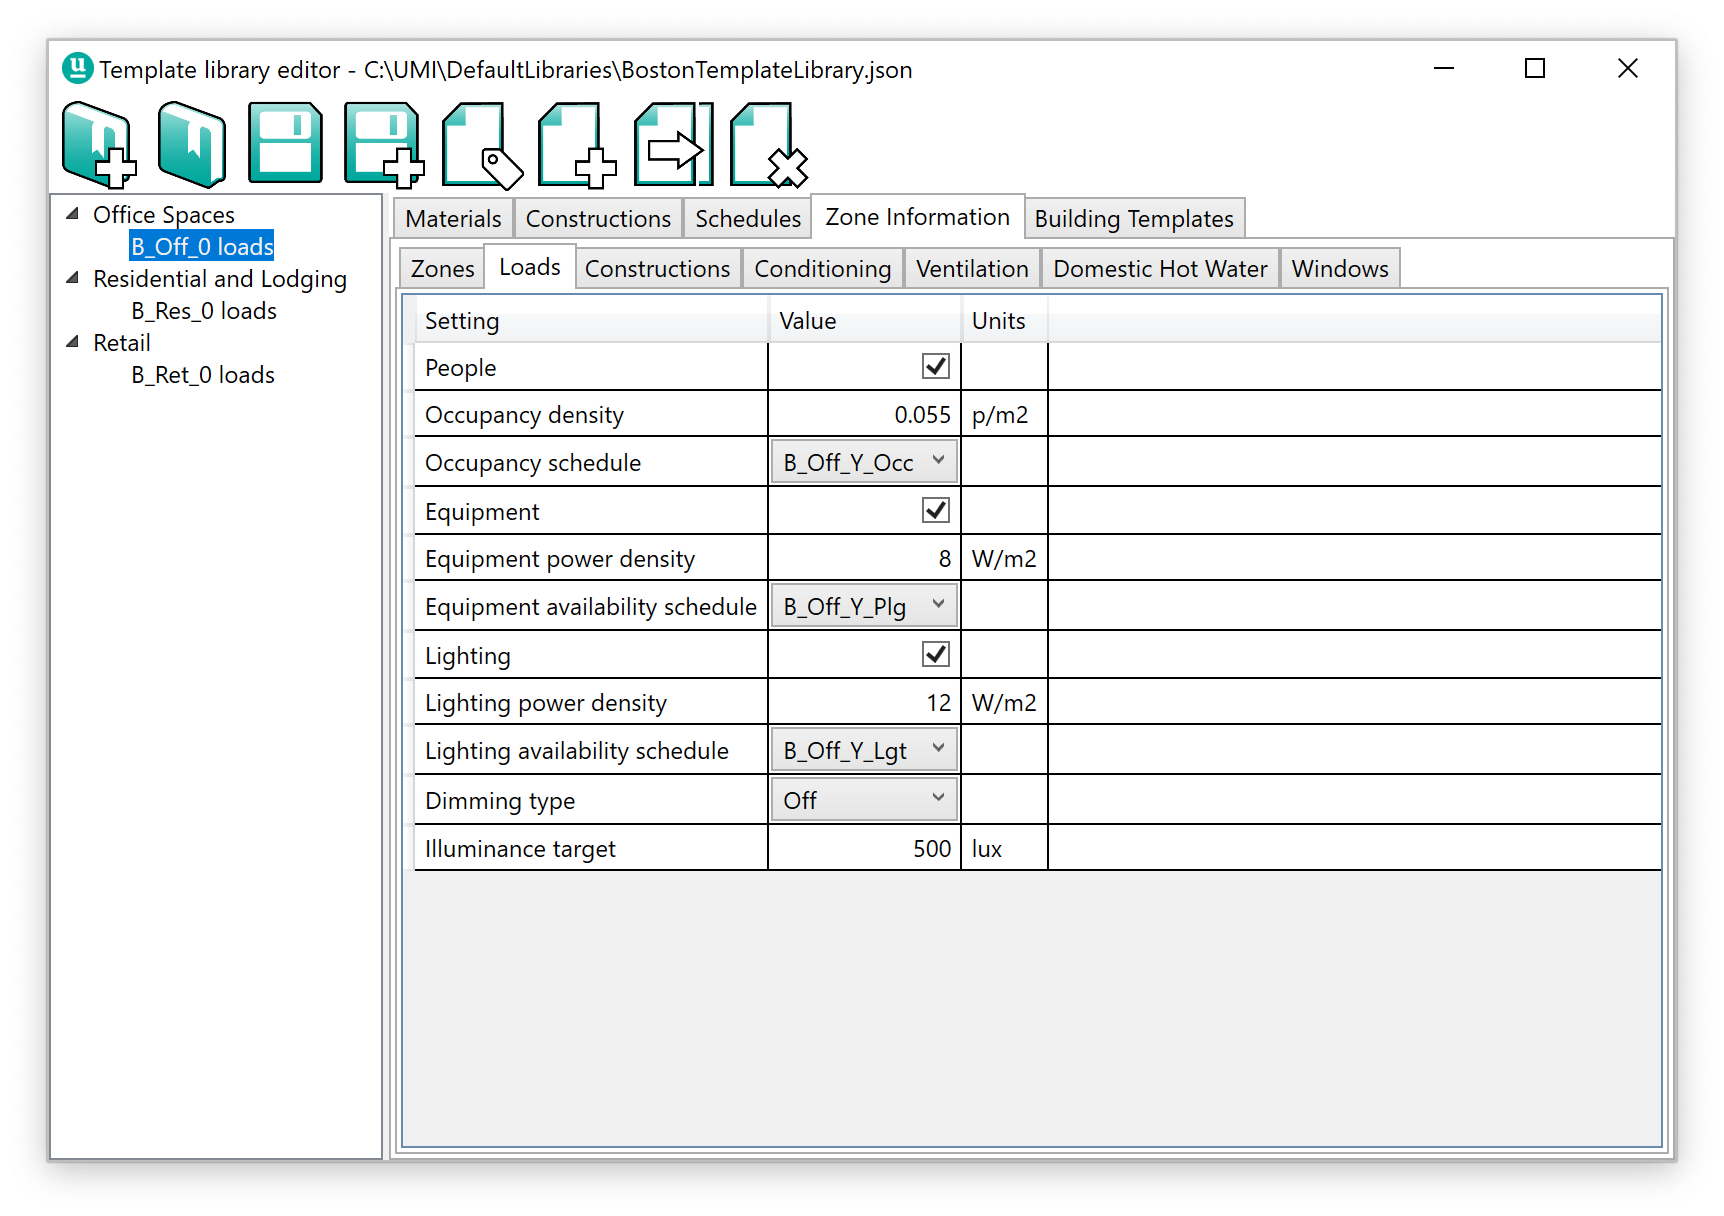 Template library editor - C:\UMI\DefaultLibraries\BostonTemplateLibrary.json
Office Spaces
B_Off_0 loads
Residential and Lodging
B_Res_0 loads
Retail
B_Ret_0 loads
Materials Constructions Schedules Zone Information Building Templates
Zones Loads Constructions Conditioning Ventilation Domestic Hot Water Windows
Setting Value Units
People
Occupancy density 0.055 p/m2
Occupancy schedule B_Off_Y_Occ
Equipment
Equipment power density 8 W/m2
Equipment availability schedule B_Off_Y_Plg
Lighting
Lighting power density 12 W/m2
Lighting availability schedule B_Off_Y_Lgt
Dimming type Off
Illuminance target 500 lux